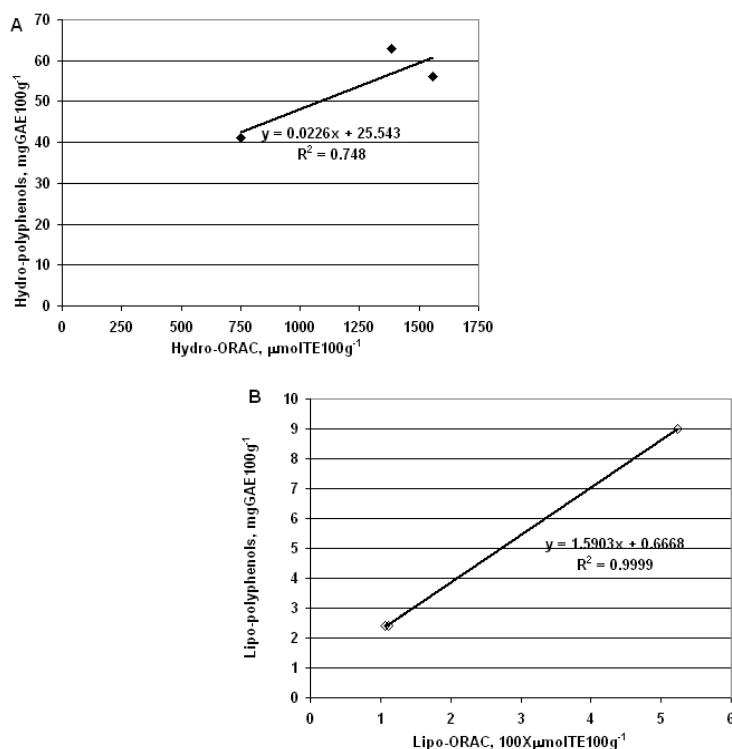 A
70
60
50
40
30
20
10
0
Hydro-polyphenols, mgGAE100g⁻¹
y = 0.0226x + 25.543
R² = 0.748
0 250 500 750 1000 1250 1500 1750
Hydro-ORAC, μmolTE100g⁻¹
B
10
9
8
7
6
5
4
3
2
1
0
Lipo-polyphenols, mgGAE100g⁻¹
y = 1.5903x + 0.6668
R² = 0.9999
0 1 2 3 4 5 6
Lipo-ORAC, 100XμmolTE100g⁻¹